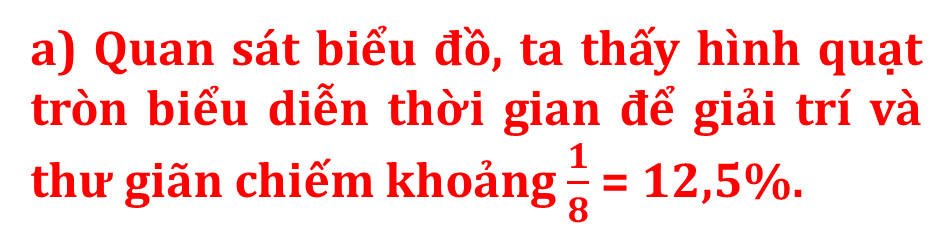 a) Quan sát biểu đồ, ta thấy hình quạt
tròn biểu diễn thời gian để giải trí và
thư giãn chiếm khoảng 1/8 = 12,5%.